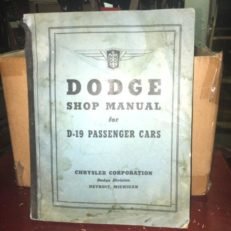 DODGE
SHOP MANUAL
for
D-19 PASSENGER CARS
CHRYSLER CORPORATION
Dodge Division
DETROIT, MICHIGAN